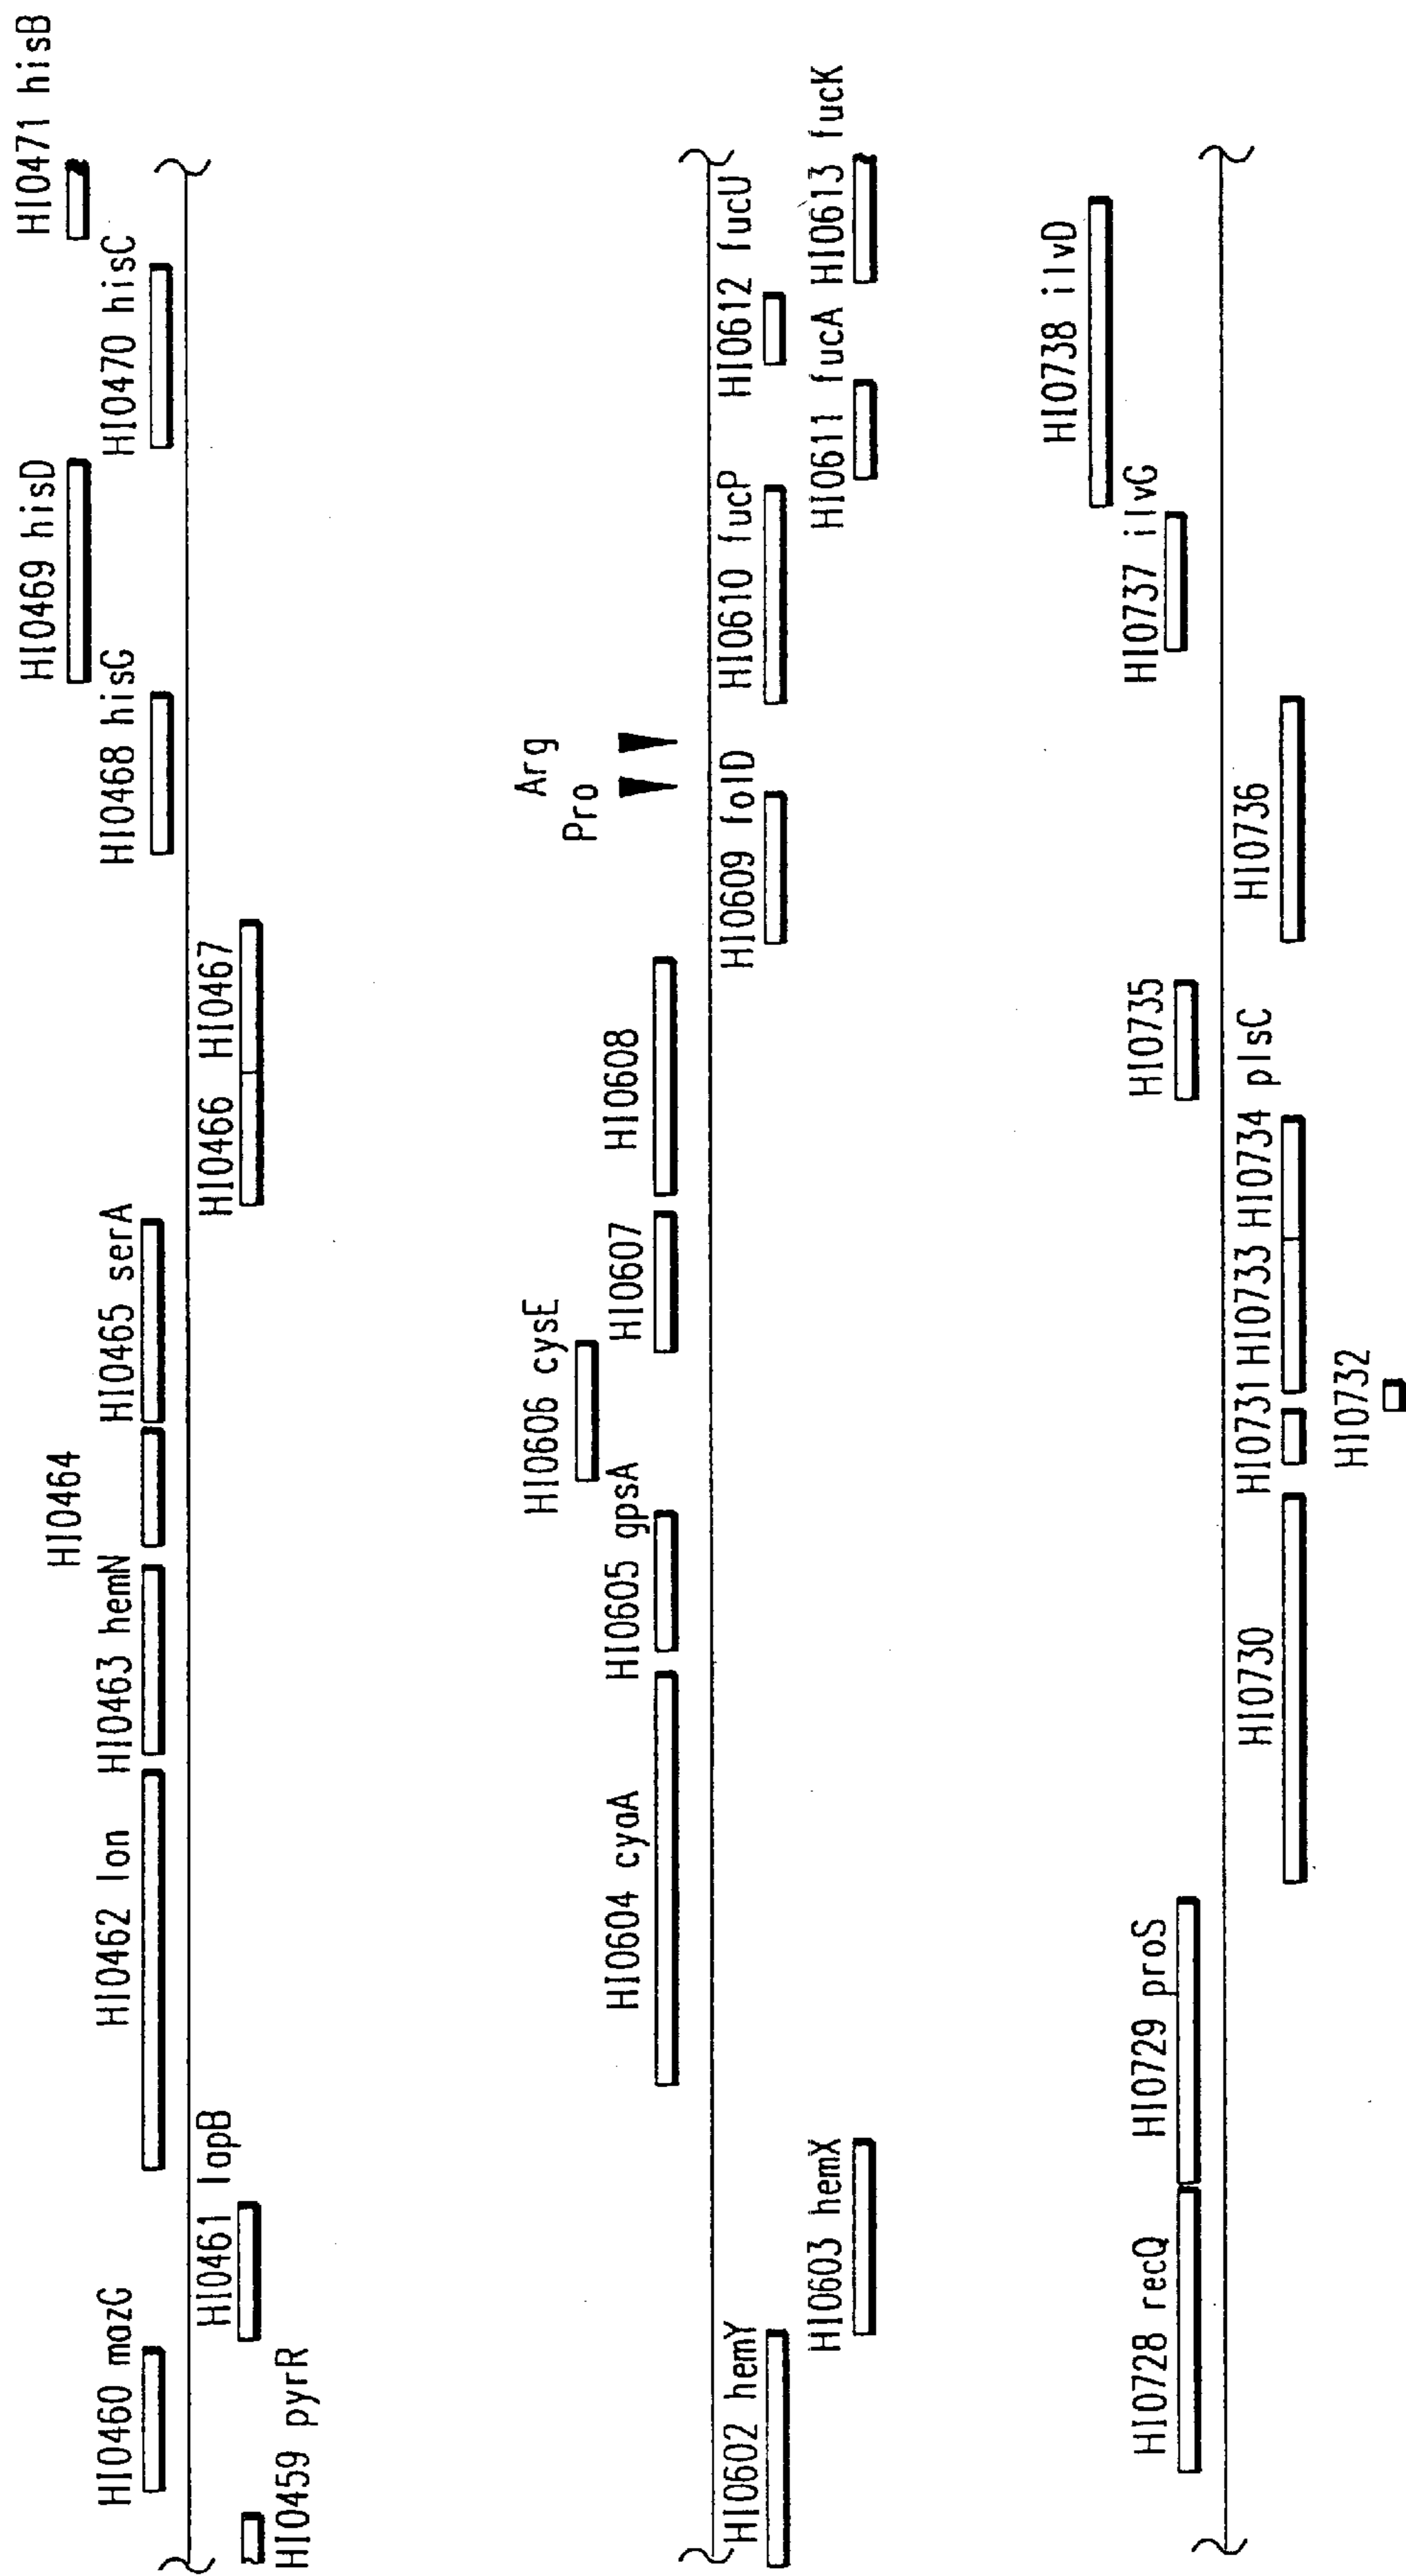 HI0459 pyrR
HI0460 mazG
HI0461 lapB
HI0462 lon
HI0463 hemN
HI0464
HI0465 serA
HI0466
HI0467
HI0468 hisG
HI0469 hisD
HI0470 hisC
HI0471 hisB
HI0602 hemY
HI0603 hemX
HI0604 cyaA
HI0605 gpsA
HI0606 cysE
HI0607
HI0608
HI0609 folD
Pro
Arg
HI0610 fucP
HI0611 fucA
HI0612 fucU
HI0613 fucK
HI0728 recQ
HI0729 proS
HI0730
HI0731
HI0732
HI0733
HI0734 plsC
HI0735
HI0736
HI0737 ilvG
HI0738 ilvD